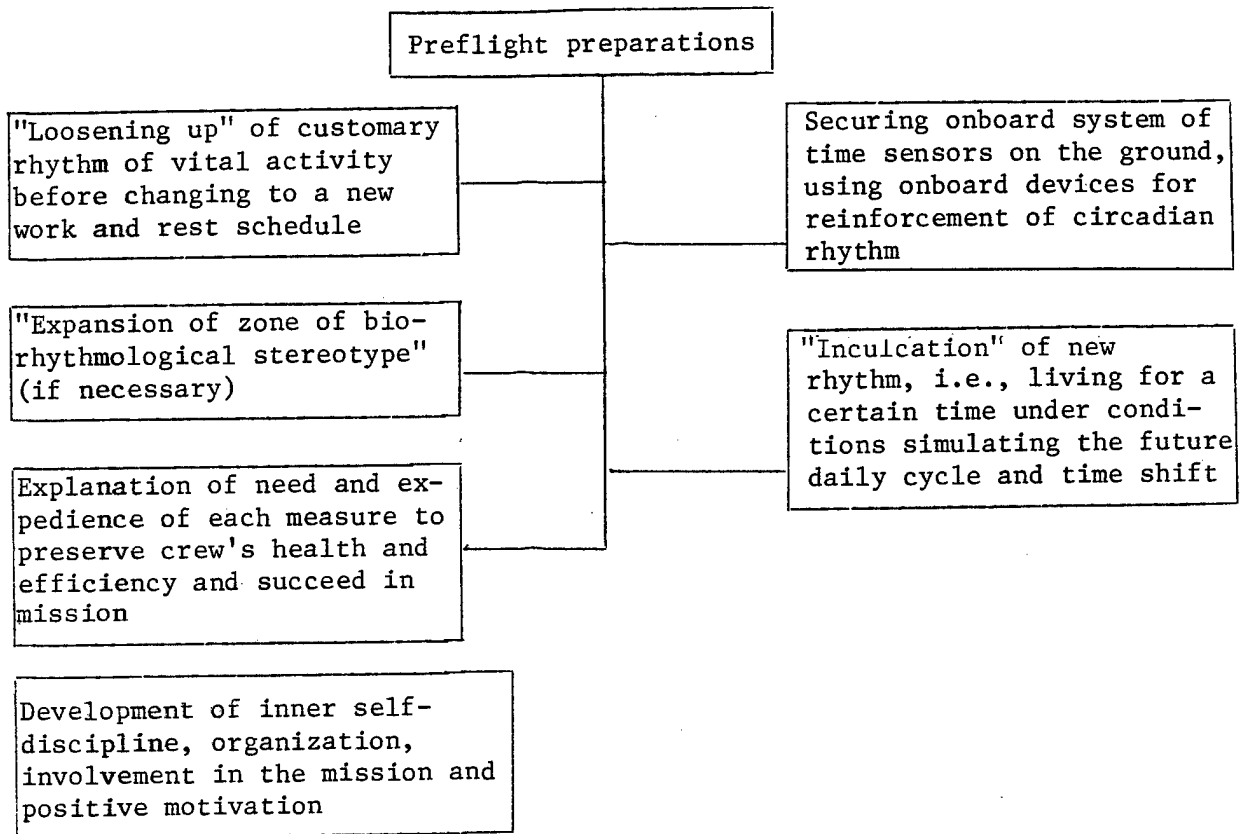 Preflight preparations
"Loosening up" of customary
rhythm of vital activity
before changing to a new
work and rest schedule
"Expansion of zone of bio-
rhythmological stereotype"
(if necessary)
Explanation of need and ex-
pedience of each measure to
preserve crew's health and
efficiency and succeed in
mission
Development of inner self-
discipline, organization,
involvement in the mission and
positive motivation
Securing onboard system of
time sensors on the ground,
using onboard devices for
reinforcement of circadian
rhythm
"Inculcation" of new
rhythm, i.e., living for a
certain time under condi-
tions simulating the future
daily cycle and time shift